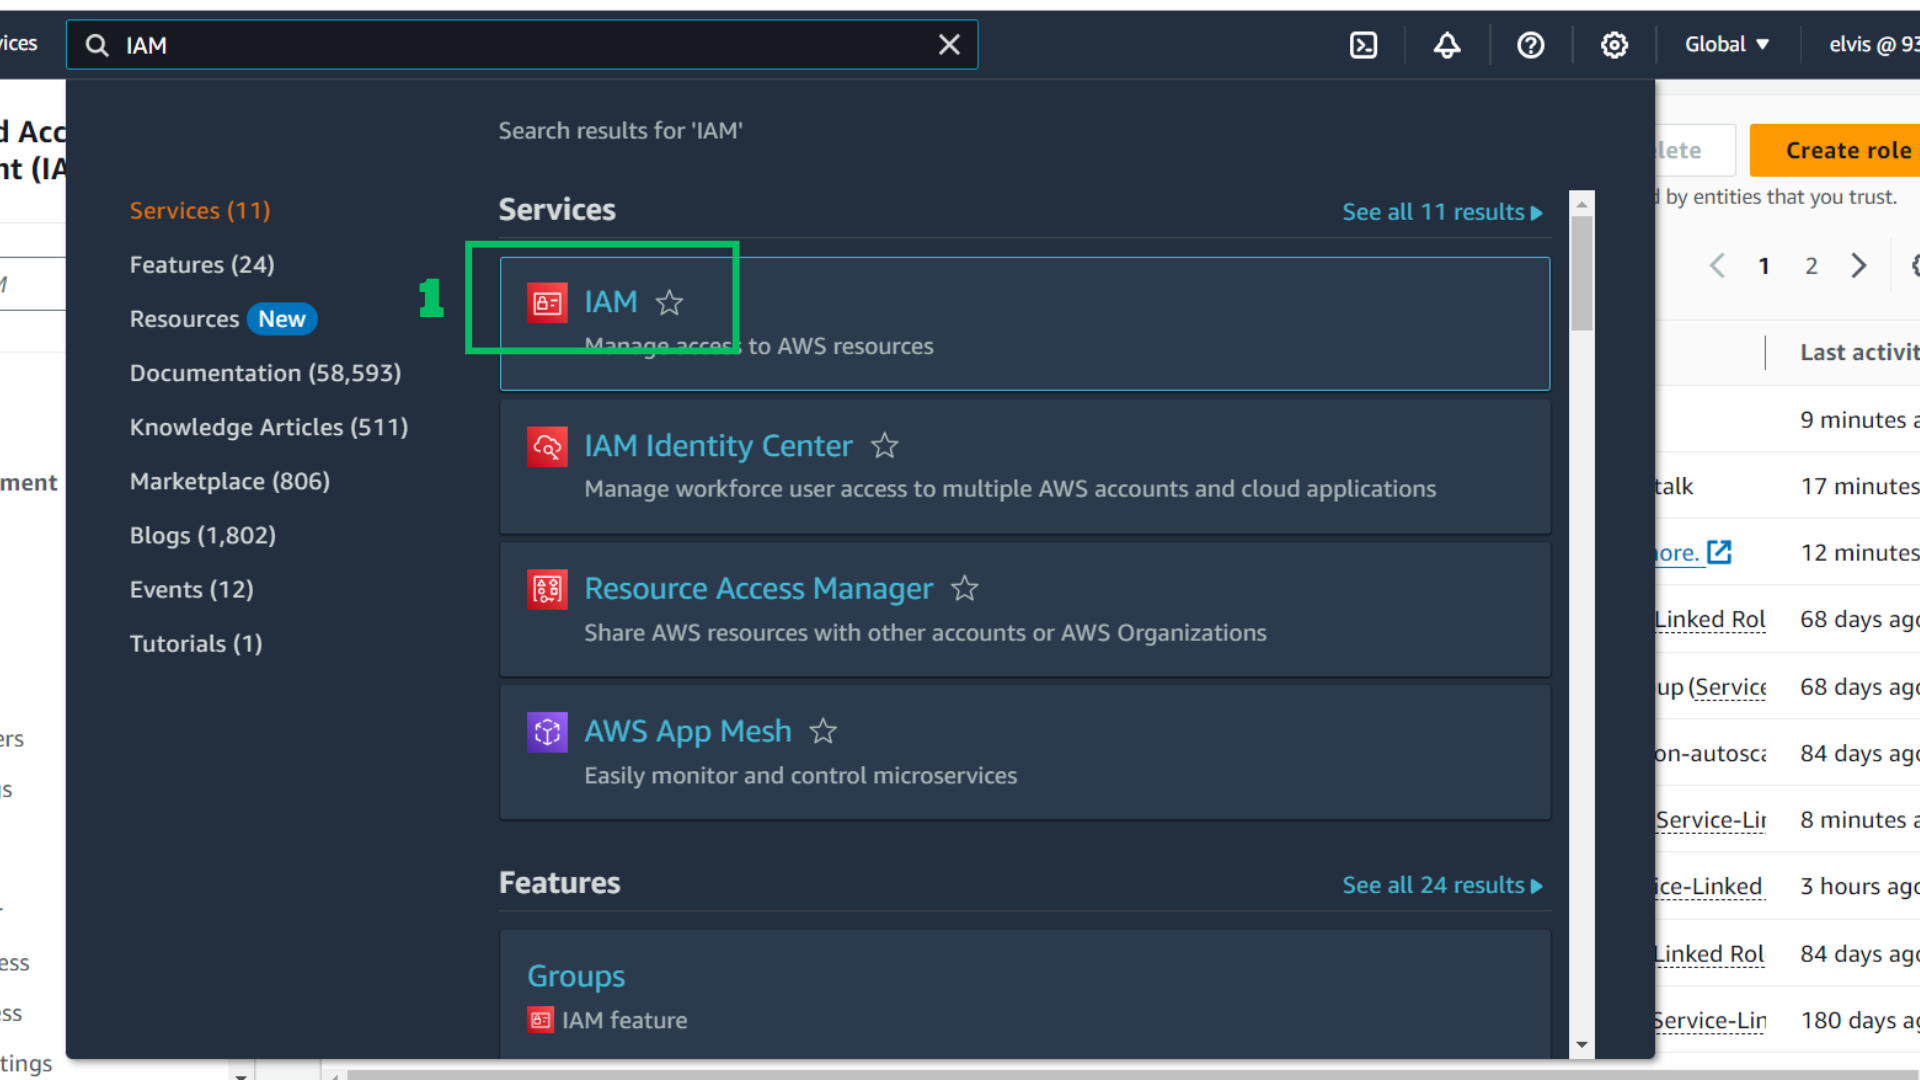 IAM
Global
elvis @ 93
Search results for 'IAM'
Services (11)
Features (24)
Resources New
Documentation (58,593)
Knowledge Articles (511)
Marketplace (806)
Blogs (1,802)
Events (12)
Tutorials (1)
Services
See all 11 results
1
IAM
Manage access to AWS resources
IAM Identity Center
Manage workforce user access to multiple AWS accounts and cloud applications
Resource Access Manager
Share AWS resources with other accounts or AWS Organizations
AWS App Mesh
Easily monitor and control microservices
Features
See all 24 results
Groups
IAM feature
Create role
by entities that you trust.
1 2
Last activit
9 minutes a
talk 17 minutes
ore. 12 minutes
Linked Rol 68 days ago
up (Service 68 days ago
on-autosca 84 days ago
Service-Lin 8 minutes a
ice-Linked 3 hours ago
Linked Rol 84 days ago
Service-Lin 180 days ag
ices
d Acc
nt (IA
ment
ers
gs
ess
ess
tings